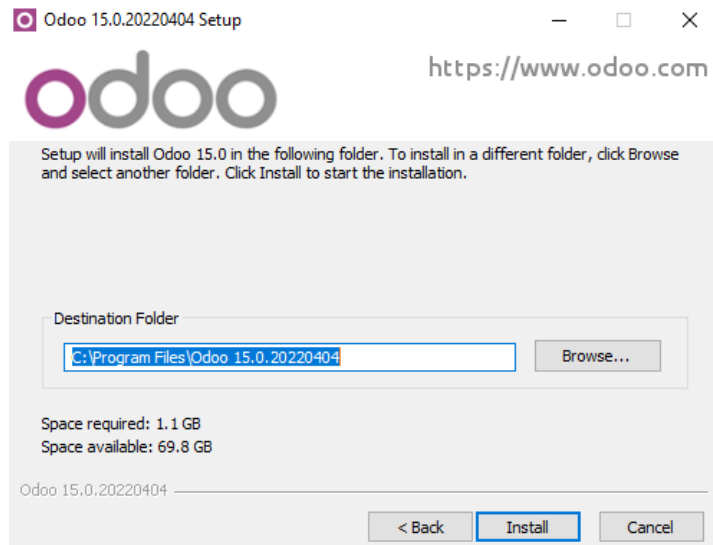 Odoo 15.0.20220404 Setup
odoo
https://www.odoo.com
Setup will install Odoo 15.0 in the following folder. To install in a different folder, click Browse
and select another folder. Click Install to start the installation.
Destination Folder
C:\Program Files\Odoo 15.0.20220404
Browse...
Space required: 1.1 GB
Space available: 69.8 GB
Odoo 15.0.20220404
< Back
Install
Cancel